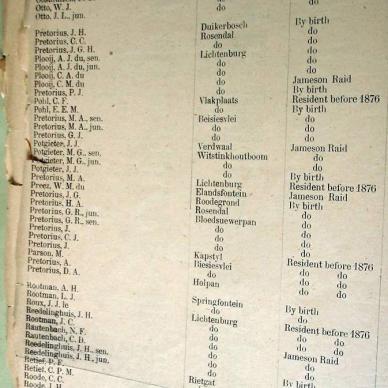 Otto, W. J.
Otto, J. L., jun. By birth
Duikerbosch do
Pretorius, J. H. Rosendal do
Pretorius, C. C. do do
Pretorius, J. G. H. Lichtenburg do
Plooij, A. J. du, sen. do do
Plooij, A. J. du, jun. do
Plooij, C. A. du do Jameson Raid
Plooij, C. M. du do By birth
Pretorius, P. J. Vlakplaats Resident before 1876
Pohl, C. F. do By birth
Pohl, E. E. M. Beisiesvlei do
Pretorius, M. A., sen. do do
Pretorius, M. A., jun. do do
Pretorius, G. J. Verdwaal Jameson Raid
Potgieter, J. J. Witstinkhoutboom do
Potgieter, M. G., sen. do do
Potgieter, M. G., jun. do By birth
Potgieter, J. J. Lichtenburg Resident before 1876
Pretorius, M. A. Elandsfontein Jameson Raid
Preez, W. M. du Roodegrond By birth
Pretorius, J. G. Rosendal do
Pretorius, H. A. Bloedsuewerpan do
Pretorius, G. R., jun. do do
Pretorius, G. R., sen. do do
Pretorius, J. do do
Pretorius, C. J. Kapstyl Resident before 1876
Pretorius, J. Biesiesvlei do do
Parson, M. do do do
Pretorius, A. Holpan do do
Pretorius, D. A. do
Springfontein By birth
Rootman, A. H. do do
Rootman, L. J. Lichtenburg Resident before 1876
Roux, J. J. le do do do
Reedelinghuis, J. H. do do do
Rootman, J. C. do Jameson Raid
Rautenbach, N. F. do do
Rautenbach, C. D. do do
Reedelinghuis, J. H., sen. Rietgat By birth
Reedelinghuis, J. H., jun. do
Retief, P. F.
Retief, C. P. M.
Roode, C. C.